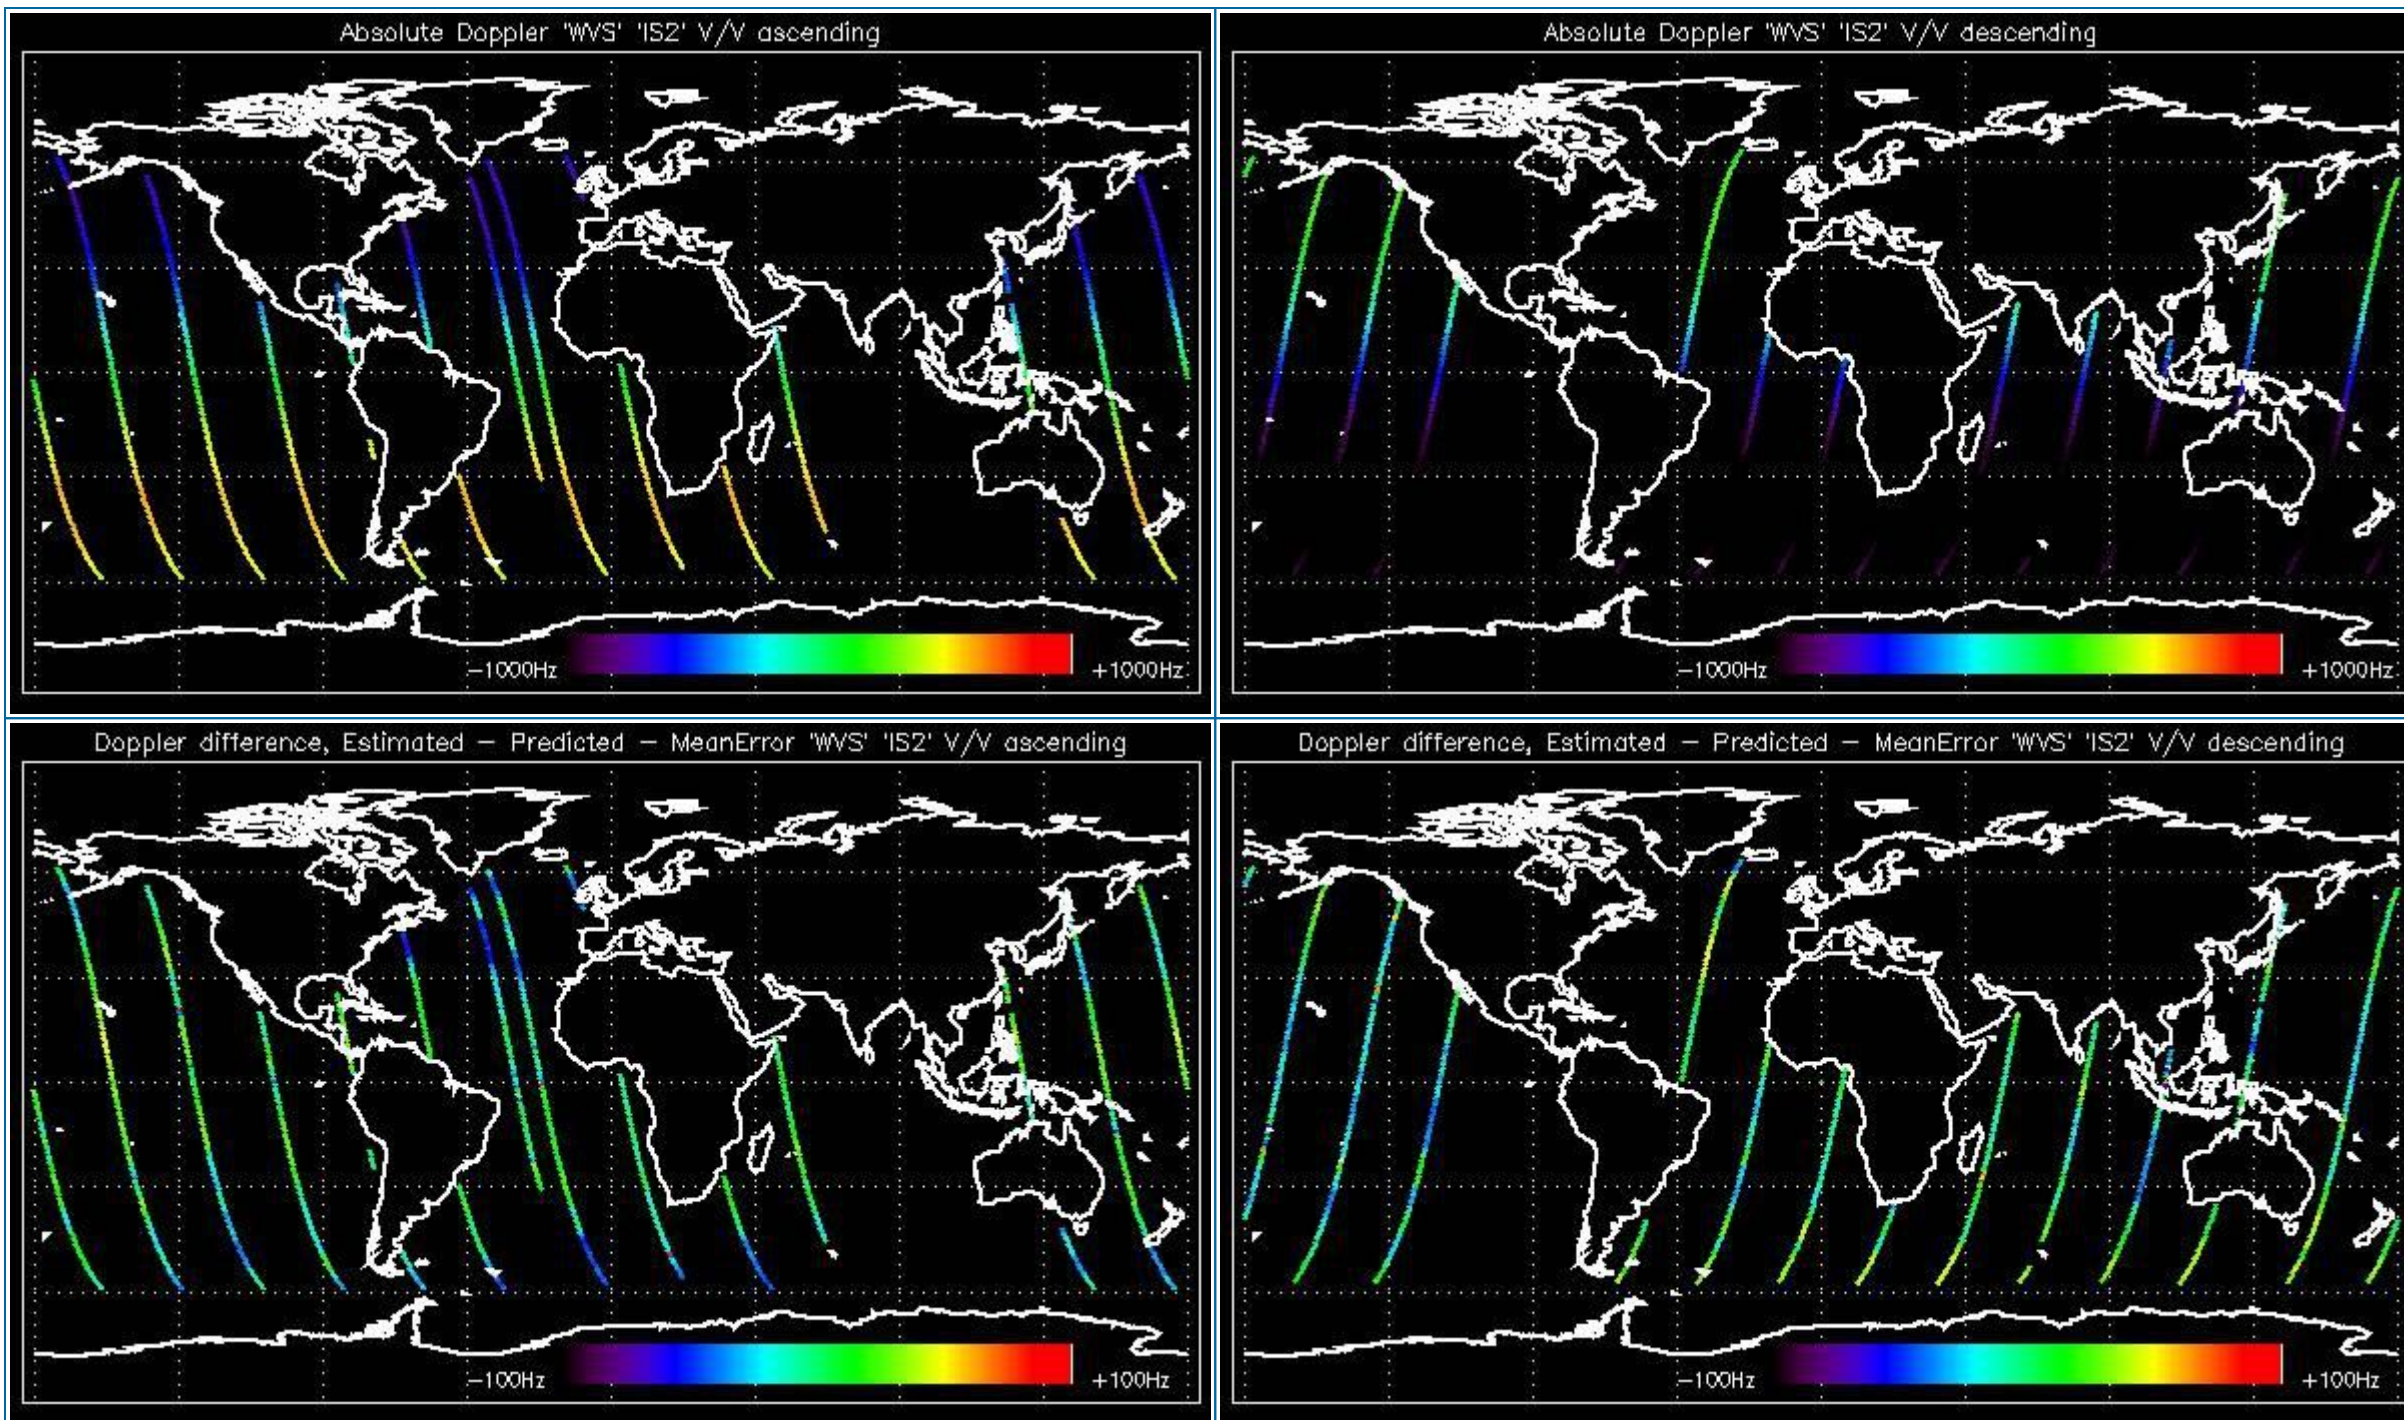 Absolute Doppler 'WVS' 'IS2' V/V ascending
-1000Hz
+1000Hz
Absolute Doppler 'WVS' 'IS2' V/V descending
-1000Hz
+1000Hz
Doppler difference, Estimated - Predicted - MeanError 'WVS' 'IS2' V/V ascending
-100Hz
+100Hz
Doppler difference, Estimated - Predicted - MeanError 'WVS' 'IS2' V/V descending
-100Hz
+100Hz